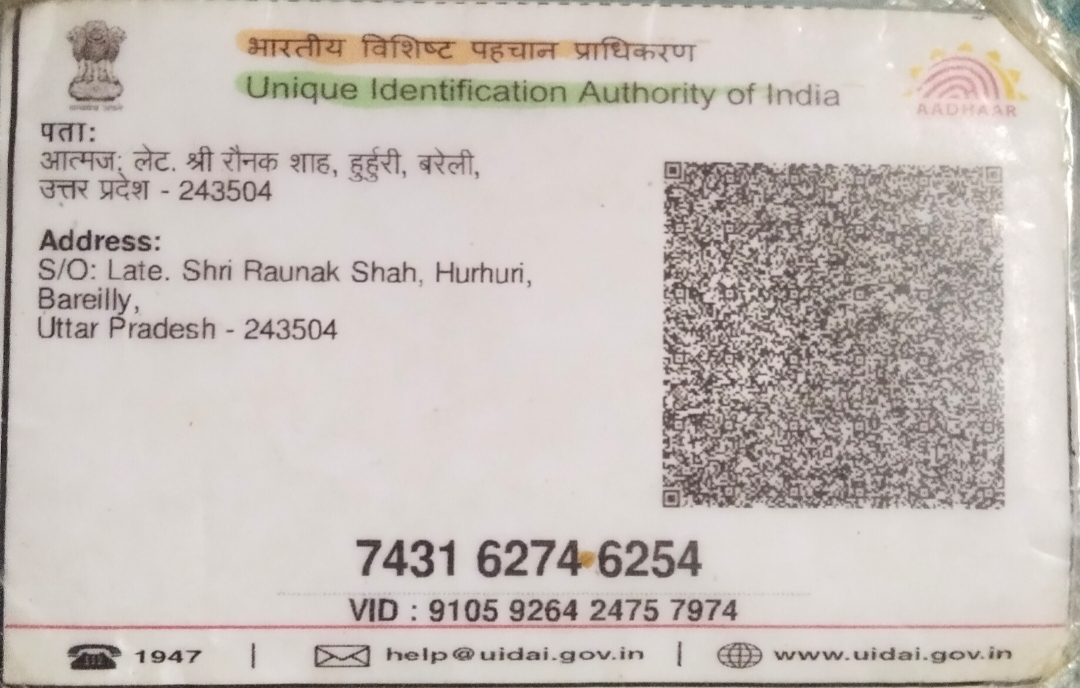 भारतीय विशिष्ट पहचान प्राधिकरण
Unique Identification Authority of India
AADHAAR
पता:
आत्मज: लेट. श्री रौनक शाह, हुर्हुरी, बरेली,
उत्तर प्रदेश - 243504
Address:
S/O: Late. Shri Raunak Shah, Hurhuri,
Bareilly,
Uttar Pradesh - 243504
7431 6274 6254
VID : 9105 9264 2475 7974
1947 | help@uidai.gov.in | www.uidai.gov.in